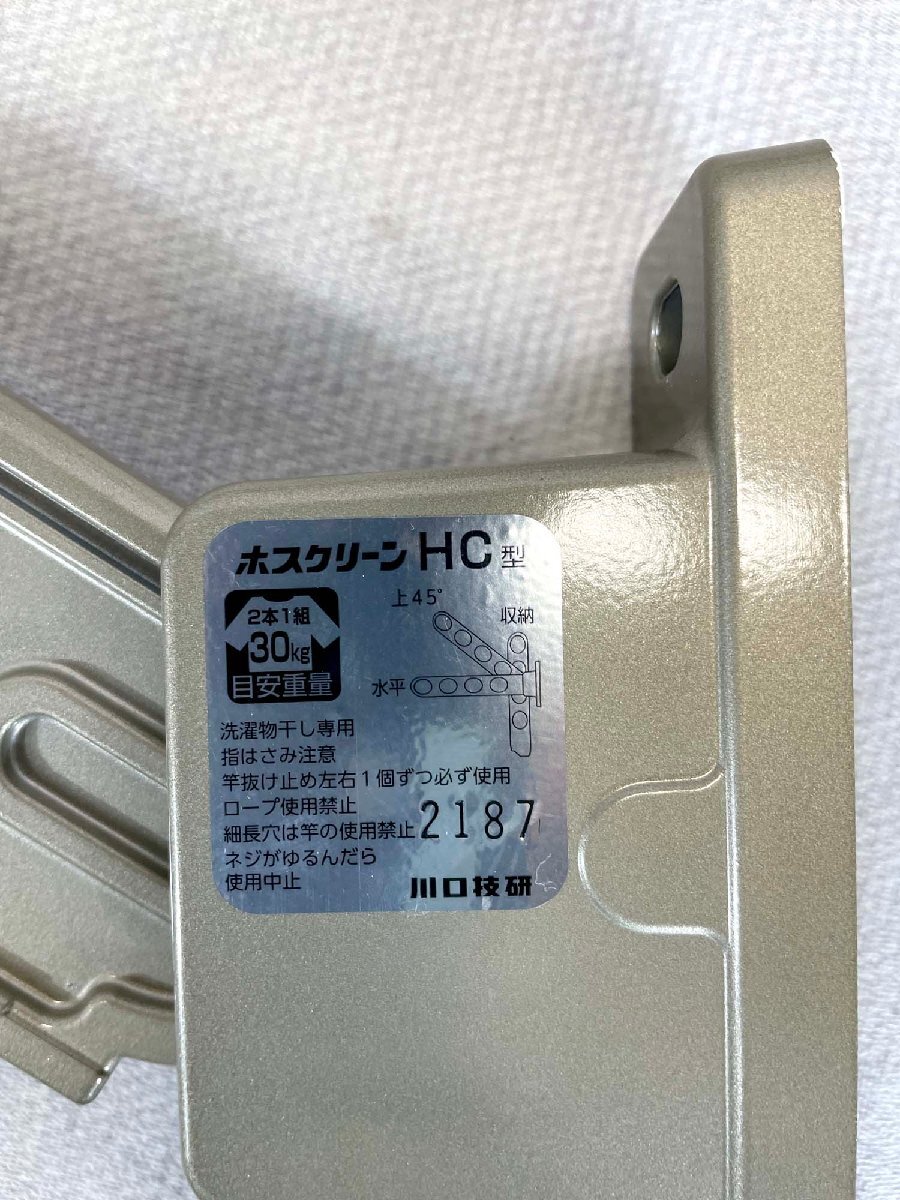 ホスクリーン HC型
2本1組
30kg
目安重量
上45°
収納
水平
洗濯物干し専用
指はさみ注意
竿抜け止め左右1個ずつ必ず使用
ロープ使用禁止
細長穴は竿の使用禁止
2187
ネジがゆるんだら
使用中止
川口技研